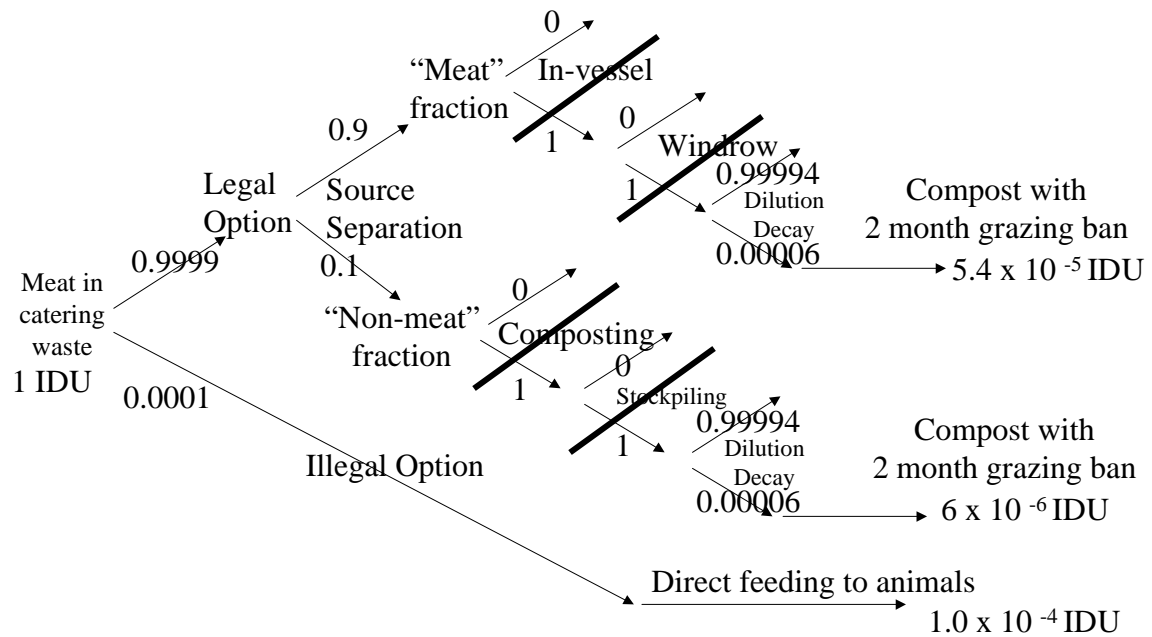 0
“Meat”
fraction
In-vessel
0.9
1
0
Windrow
Legal
Option
Source
Separation
1
0.99994
Dilution
Decay
0.00006
Compost with
2 month grazing ban
5.4 x 10 -5 IDU
0.9999
0.1
Meat in
catering
waste
1 IDU
0
“Non-meat”
fraction
Composting
1
0
Stockpiling
1
0.99994
Dilution
Decay
0.00006
Compost with
2 month grazing ban
6 x 10 -6 IDU
0.0001
Illegal Option
Direct feeding to animals
1.0 x 10 -4 IDU